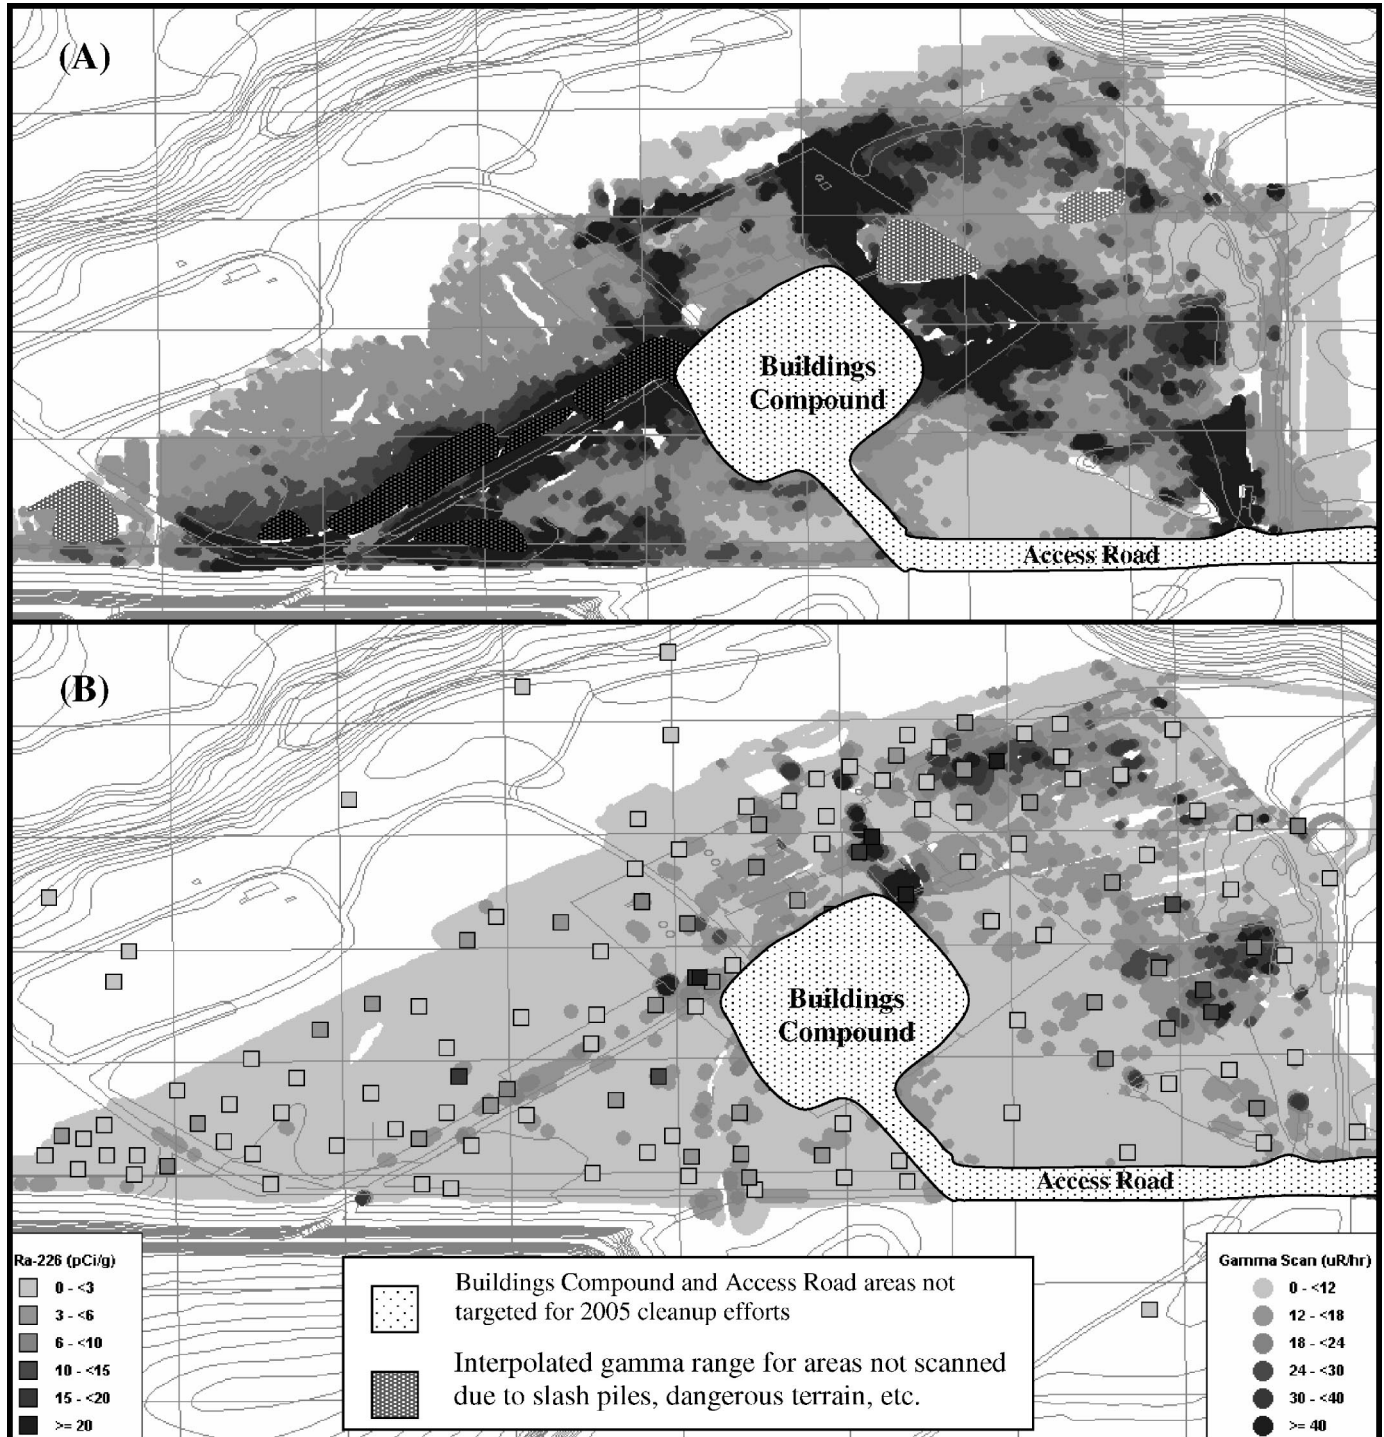 (A)
Buildings
Compound
Access Road
(B)
Buildings
Compound
Access Road
Ra-226 (pCi/g)
0 - <3
3 - <6
6 - <10
10 - <15
15 - <20
>= 20
Buildings Compound and Access Road areas not
targeted for 2005 cleanup efforts
Interpolated gamma range for areas not scanned
due to slash piles, dangerous terrain, etc.
Gamma Scan (uR/hr)
0 - <12
12 - <18
18 - <24
24 - <30
30 - <40
>= 40